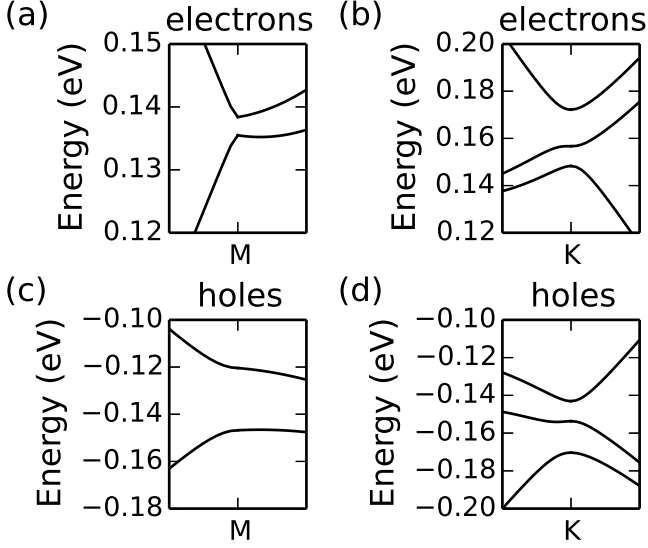 (a) electrons
Energy (eV)
0.15
0.14
0.13
0.12
M
(b) electrons
Energy (eV)
0.20
0.18
0.16
0.14
0.12
K
(c) holes
Energy (eV)
−0.10
−0.12
−0.14
−0.16
−0.18
M
(d) holes
Energy (eV)
−0.10
−0.12
−0.14
−0.16
−0.18
−0.20
K